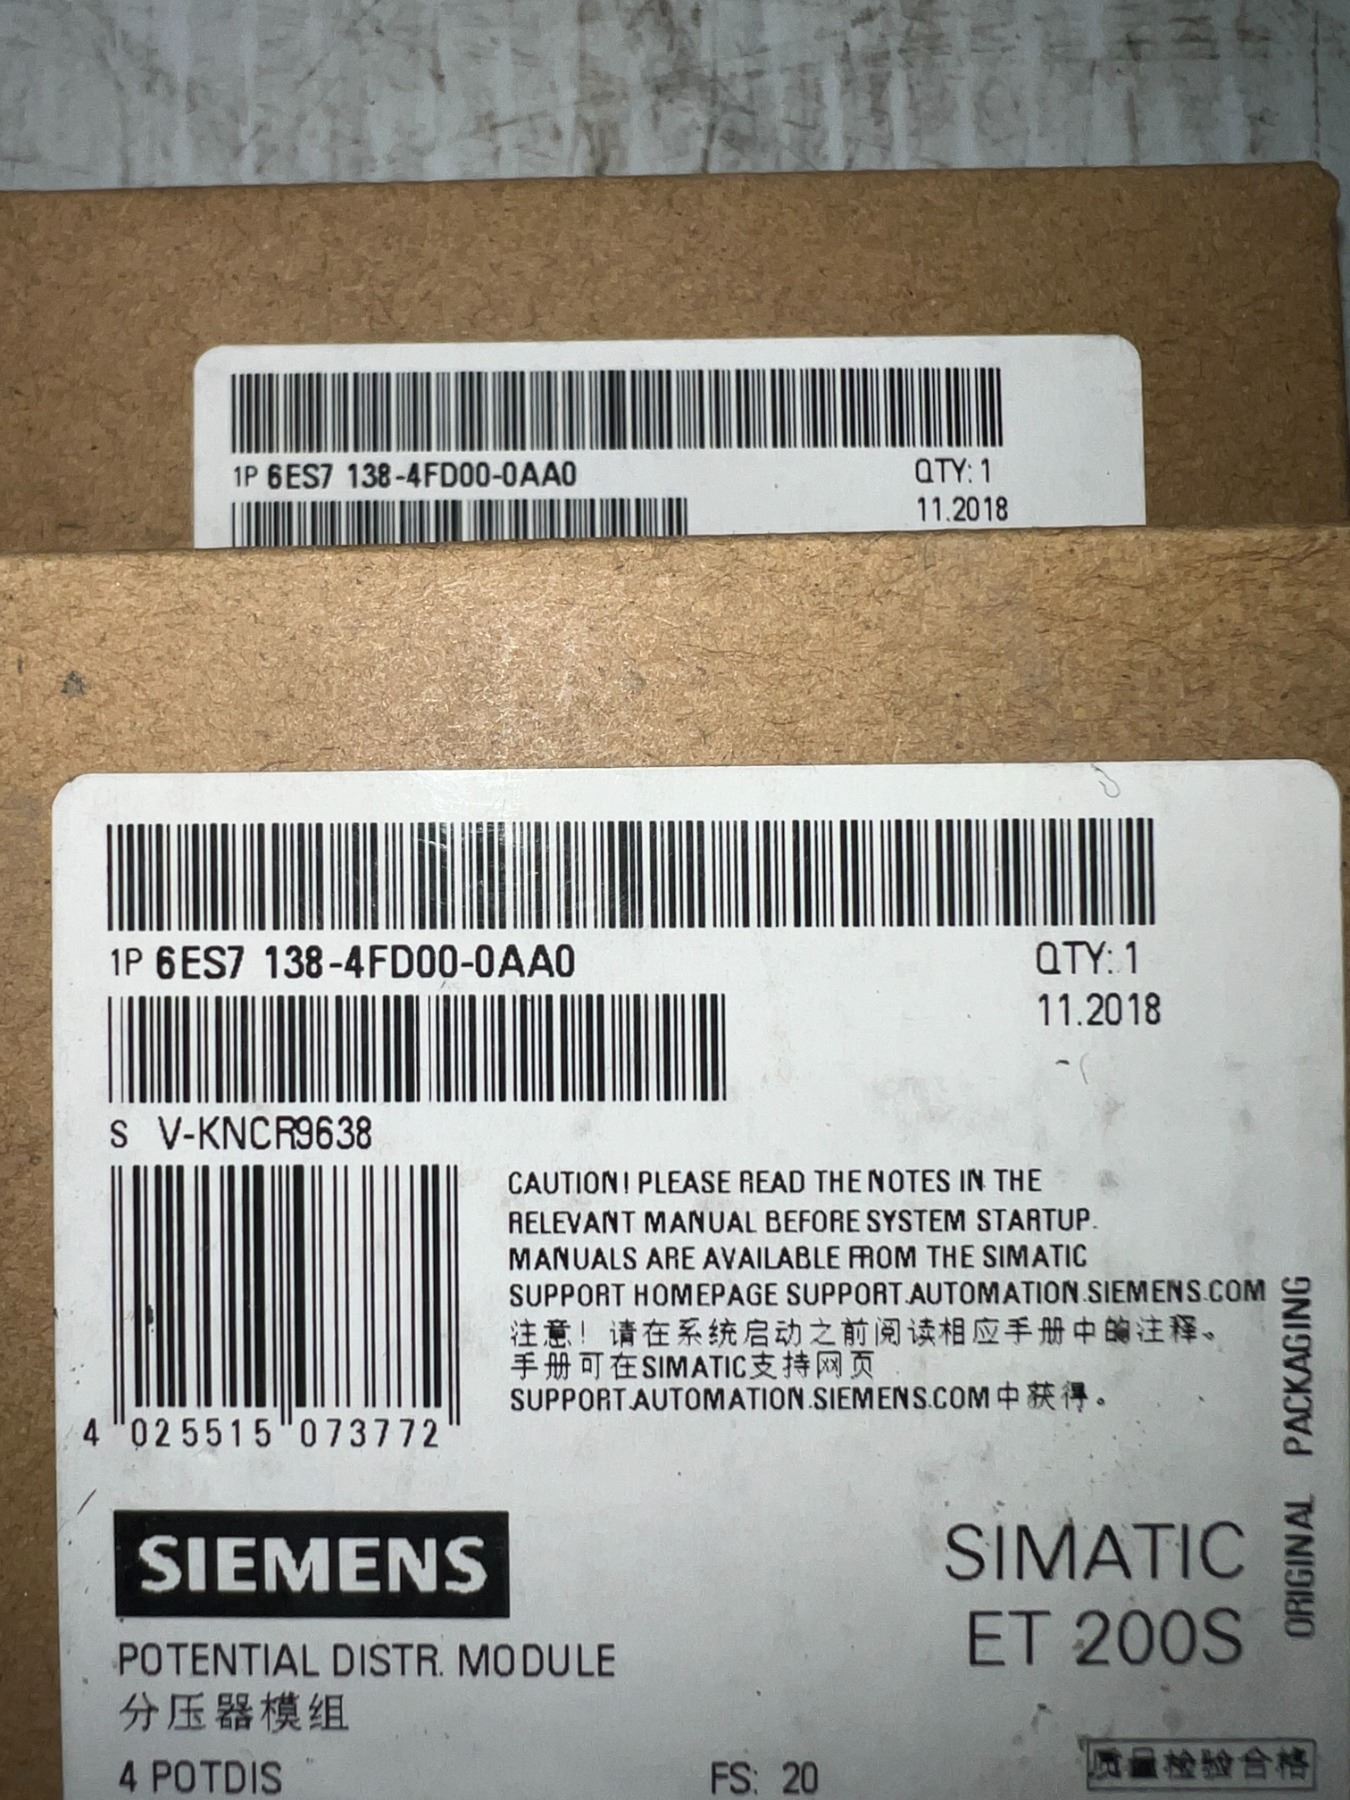 1P 6ES7 138-4FD00-0AA0
QTY: 1
11.2018
1P 6ES7 138-4FD00-0AA0
QTY: 1
11.2018
S V-KNCR9638
CAUTION! PLEASE READ THE NOTES IN THE
RELEVANT MANUAL BEFORE SYSTEM STARTUP.
MANUALS ARE AVAILABLE FROM THE SIMATIC
SUPPORT HOMEPAGE SUPPORT.AUTOMATION.SIEMENS.COM
注意！请在系统启动之前阅读相应手册中的注释。
手册可在SIMATIC支持网页
SUPPORT.AUTOMATION.SIEMENS.COM中获得。
4 025515 073772
ORIGINAL PACKAGING
SIEMENS
SIMATIC
ET 200S
POTENTIAL DISTR. MODULE
分压器模组
4 POTDIS
FS: 20
质量检验合格